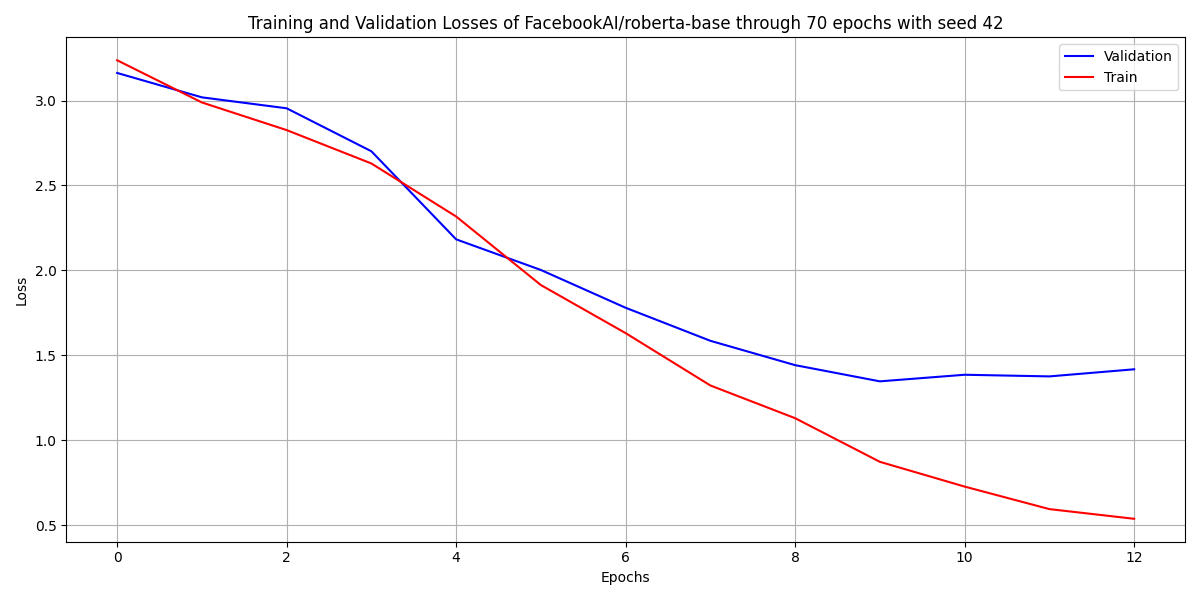 Training and Validation Losses of FacebookAI/roberta-base through 70 epochs with seed 42
Validation
Train
Loss
3.0
2.5
2.0
1.5
1.0
0.5
0 2 4 6 8 10 12
Epochs